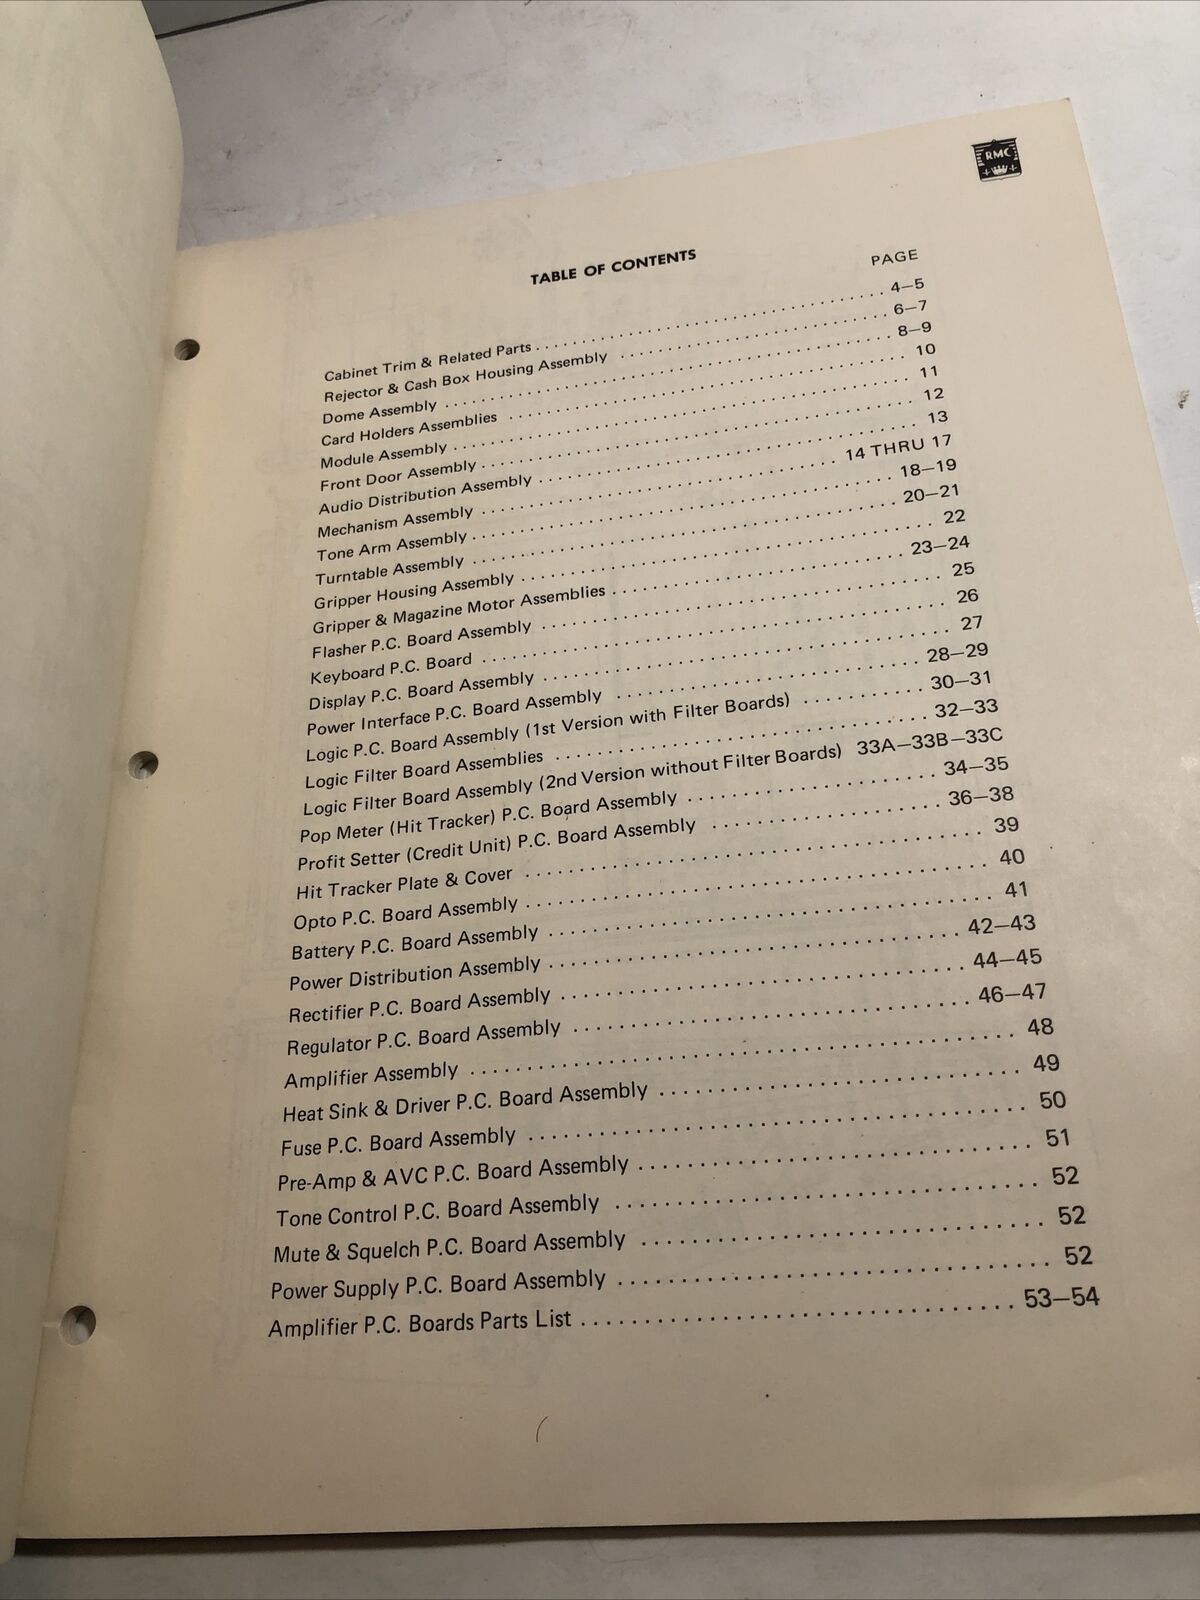 RMC
TABLE OF CONTENTS
PAGE
Cabinet Trim & Related Parts . . . . . . . . . . 4–5
Rejector & Cash Box Housing Assembly . . . . . . . . . . 6–7
Dome Assembly . . . . . . . . . . 8–9
Card Holders Assemblies . . . . . . . . . . 10
Module Assembly . . . . . . . . . . 11
Front Door Assembly . . . . . . . . . . 12
Audio Distribution Assembly . . . . . . . . . . 13
Mechanism Assembly . . . . . . . . . . 14 THRU 17
Tone Arm Assembly . . . . . . . . . . 18–19
Turntable Assembly . . . . . . . . . . 20–21
Gripper Housing Assembly . . . . . . . . . . 22
Gripper & Magazine Motor Assemblies . . . . . . . . . . 23–24
Flasher P.C. Board Assembly . . . . . . . . . . 25
Keyboard P.C. Board . . . . . . . . . . 26
Display P.C. Board Assembly . . . . . . . . . . 27
Power Interface P.C. Board Assembly . . . . . . . . . . 28–29
Logic P.C. Board Assembly (1st Version with Filter Boards) . . . . . . . . . . 30–31
Logic Filter Board Assemblies . . . . . . . . . . 32–33
Logic Filter Board Assembly (2nd Version without Filter Boards) 33A–33B–33C
Pop Meter (Hit Tracker) P.C. Board Assembly . . . . . . . . . . 34–35
Profit Setter (Credit Unit) P.C. Board Assembly . . . . . . . . . . 36–38
Hit Tracker Plate & Cover . . . . . . . . . . 39
Opto P.C. Board Assembly . . . . . . . . . . 40
Battery P.C. Board Assembly . . . . . . . . . . 41
Power Distribution Assembly . . . . . . . . . . 42–43
Rectifier P.C. Board Assembly . . . . . . . . . . 44–45
Regulator P.C. Board Assembly . . . . . . . . . . 46–47
Amplifier Assembly . . . . . . . . . . 48
Heat Sink & Driver P.C. Board Assembly . . . . . . . . . . 49
Fuse P.C. Board Assembly . . . . . . . . . . 50
Pre-Amp & AVC P.C. Board Assembly . . . . . . . . . . 51
Tone Control P.C. Board Assembly . . . . . . . . . . 52
Mute & Squelch P.C. Board Assembly . . . . . . . . . . 52
Power Supply P.C. Board Assembly . . . . . . . . . . 52
Amplifier P.C. Boards Parts List . . . . . . . . . . 53–54